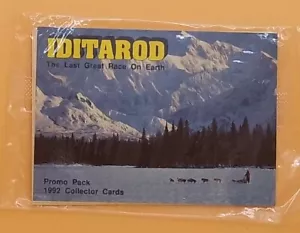 IDITAROD
The Last Great Race On Earth
Promo Pack
1992 Collector Cards